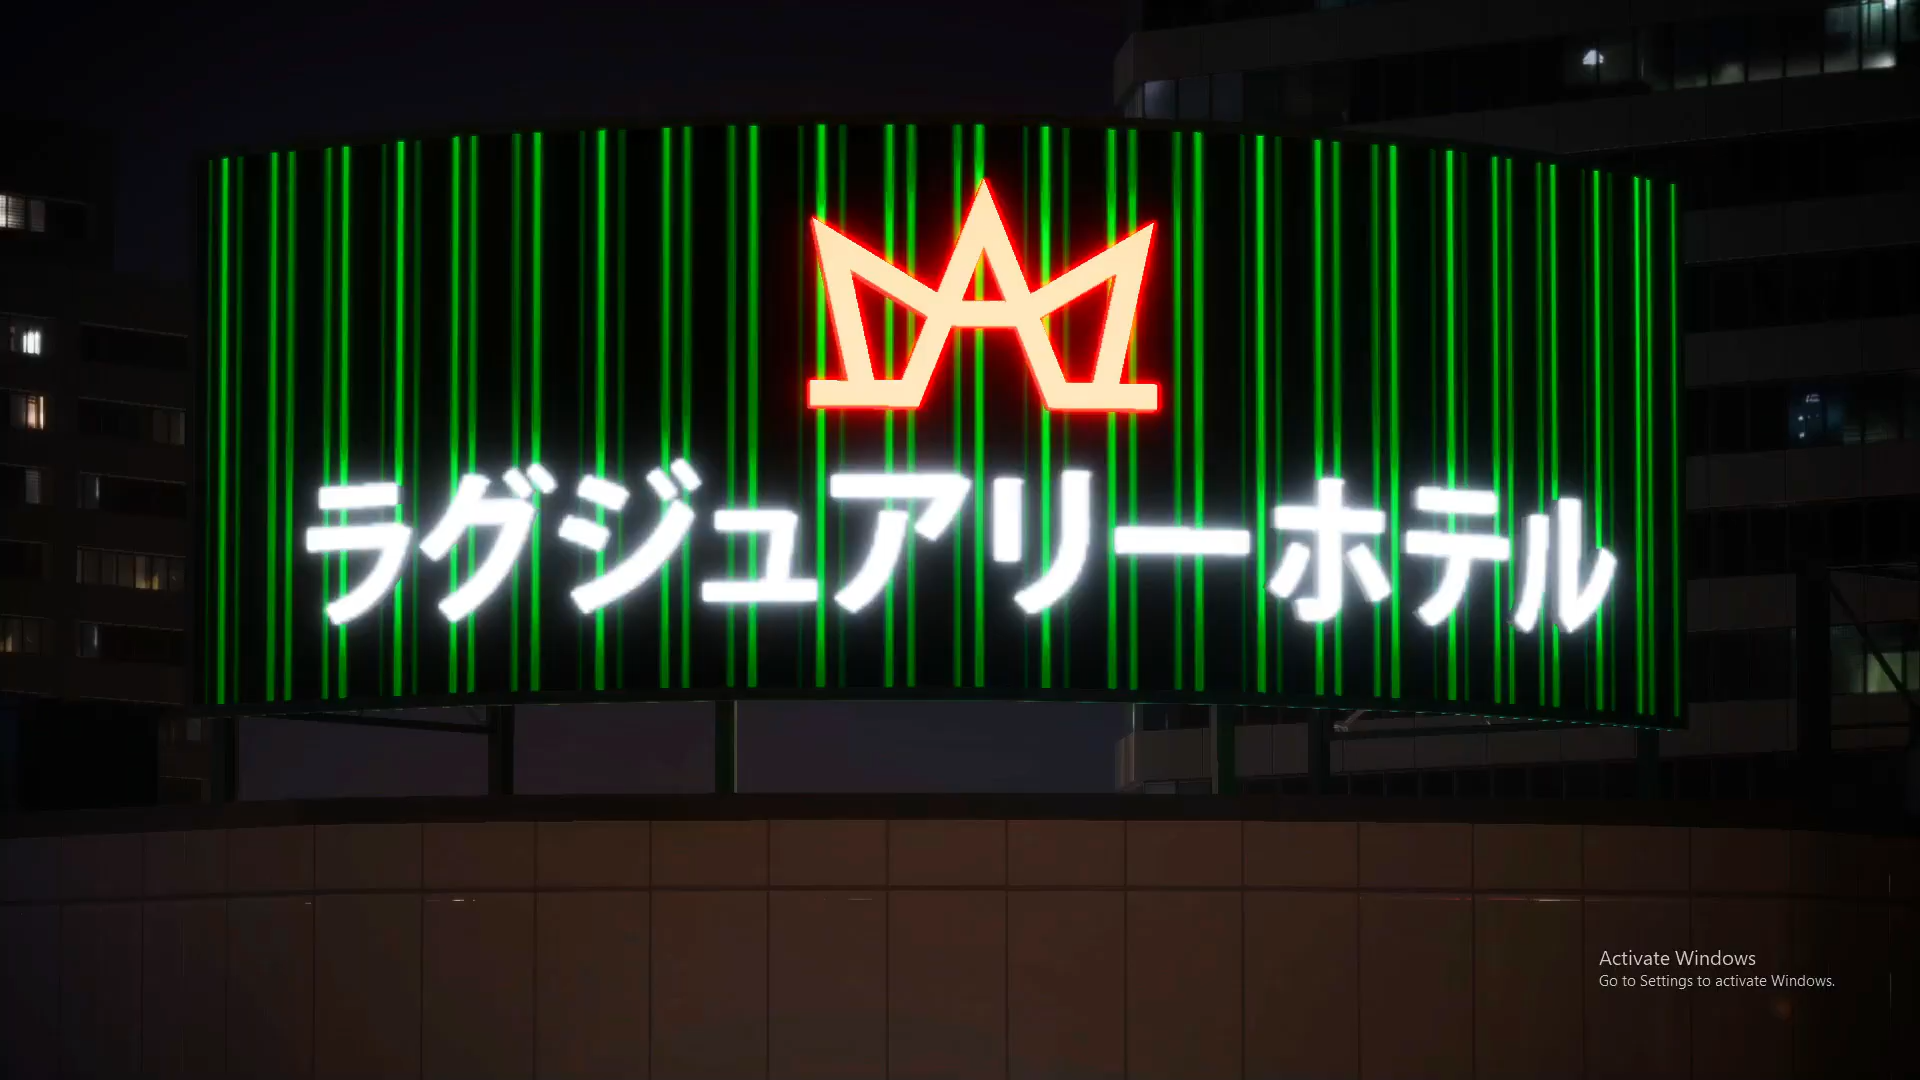 ラグジュアリーホテル
Activate Windows
Go to Settings to activate Windows.